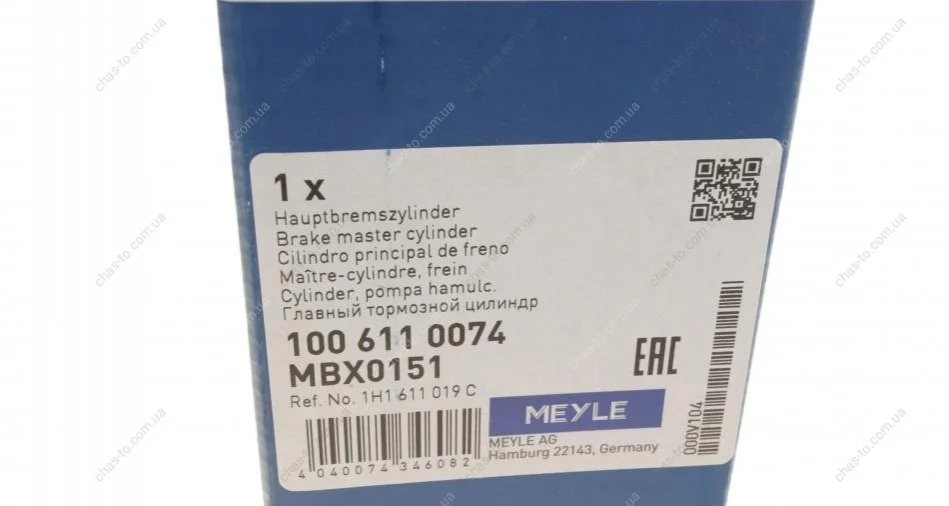 1 x
Hauptbremszylinder
Brake master cylinder
Cilindro principal de freno
Maître-cylindre, frein
Cylinder, pompa hamulc.
Главный тормозной цилиндр
100 611 0074
MBX0151
Ref. No. 1H1 611 019 C
4 040074 346082
EAC
MEYLE
MEYLE AG
Hamburg 22143, Germany
000V104
chas-to.com.ua